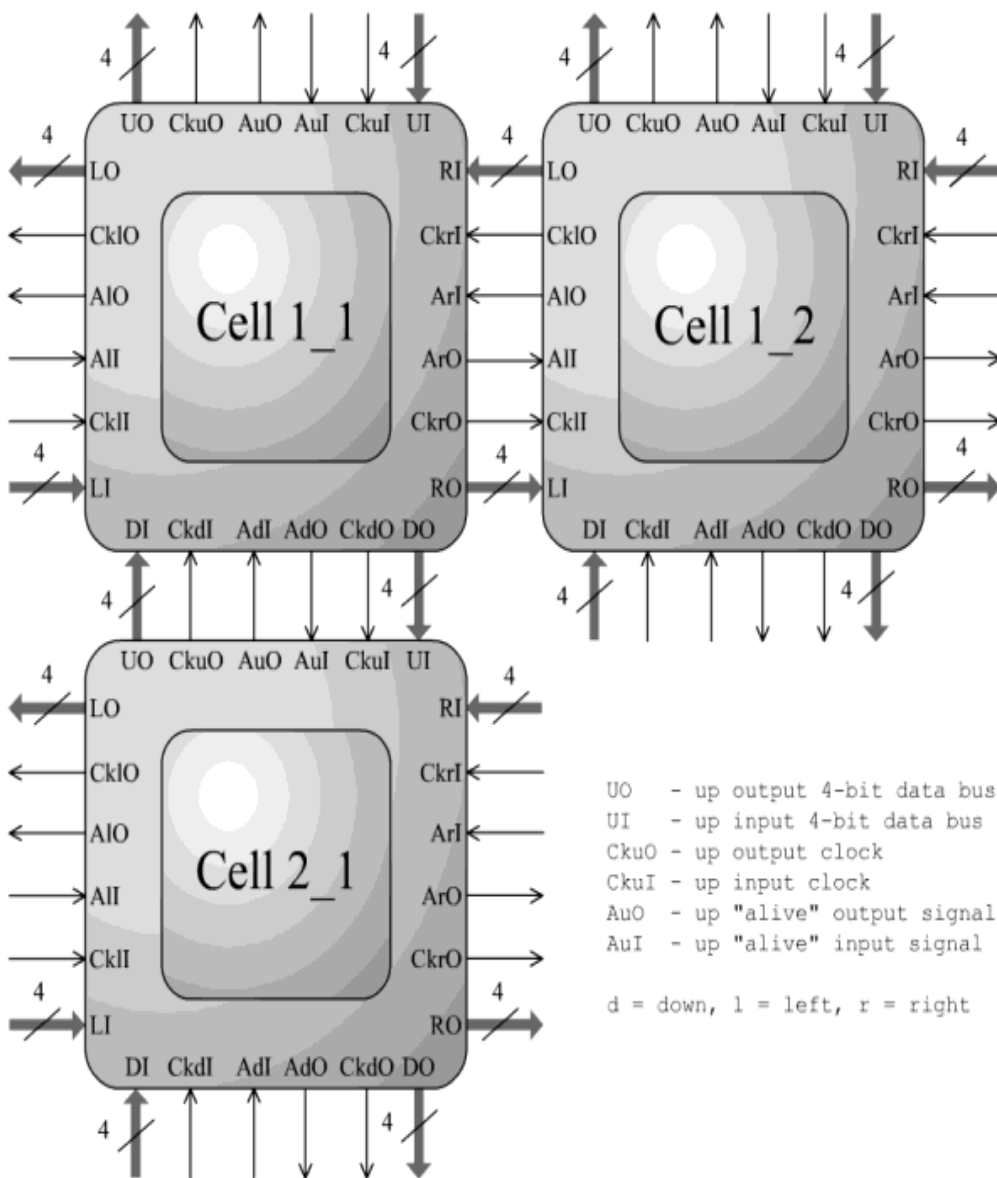 4 4 4 4
UO CkuO AuO AuI CkuI UI
UO CkuO AuO AuI CkuI UI
4 4 4
LO RI LO RI
CklO CkrI CklO CkrI
AlO ArI AlO ArI
Cell 1_1 Cell 1_2
AlI ArO AlI ArO
CklI CkrO CklI CkrO
4 4 4
LI RO LI RO
DI CkdI AdI AdO CkdO DO
DI CkdI AdI AdO CkdO DO
4 4 4 4
UO CkuO AuO AuI CkuI UI
4 4
LO RI
CklO CkrI
AlO ArI
Cell 2_1
AlI ArO
CklI CkrO
4 4
LI RO
DI CkdI AdI AdO CkdO DO
4 4
UO - up output 4-bit data bus
UI - up input 4-bit data bus
CkuO - up output clock
CkuI - up input clock
AuO - up "alive" output signal
AuI - up "alive" input signal
d = down, l = left, r = right